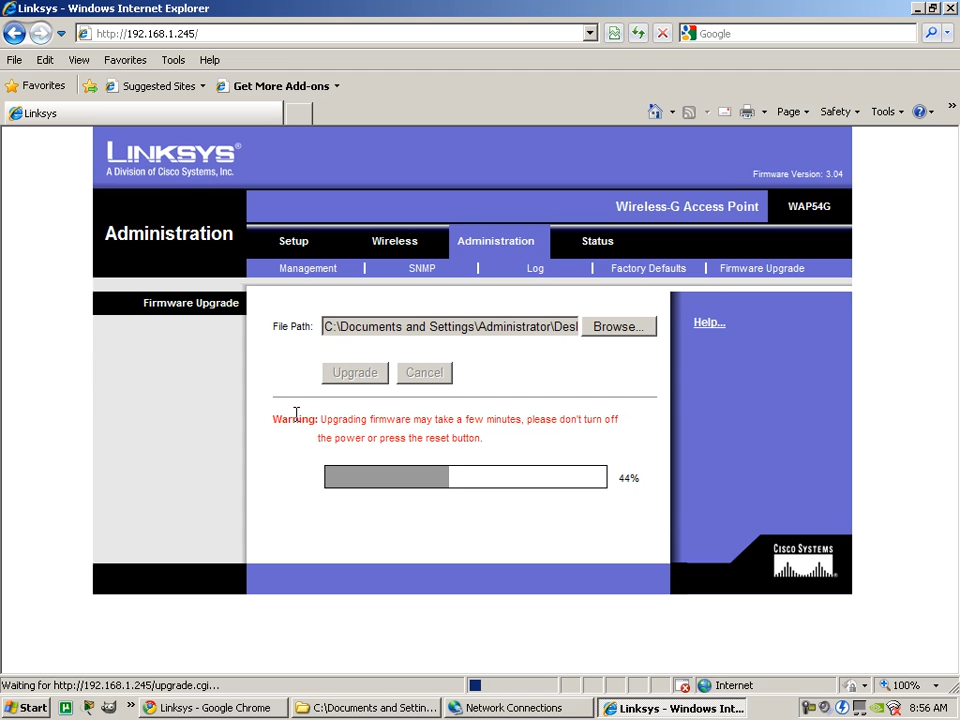 Linksys - Windows Internet Explorer
http://192.168.1.245/
Google
File Edit View Favorites Tools Help
Favorites Suggested Sites Get More Add-ons
Linksys
Page Safety Tools
LINKSYS®
A Division of Cisco Systems, Inc.
Firmware Version: 3.04
Wireless-G Access Point WAP54G
Administration
Setup Wireless Administration Status
Management | SNMP | Log | Factory Defaults | Firmware Upgrade
Firmware Upgrade
File Path: C:\Documents and Settings\Administrator\Desl Browse...
Help...
Upgrade Cancel
Warning: Upgrading firmware may take a few minutes, please don't turn off
the power or press the reset button.
44%
CISCO SYSTEMS
Waiting for http://192.168.1.245/upgrade.cgi... Internet 100%
Start Linksys - Google Chrome C:\Documents and Settin... Network Connections Linksys - Windows Int... 8:56 AM